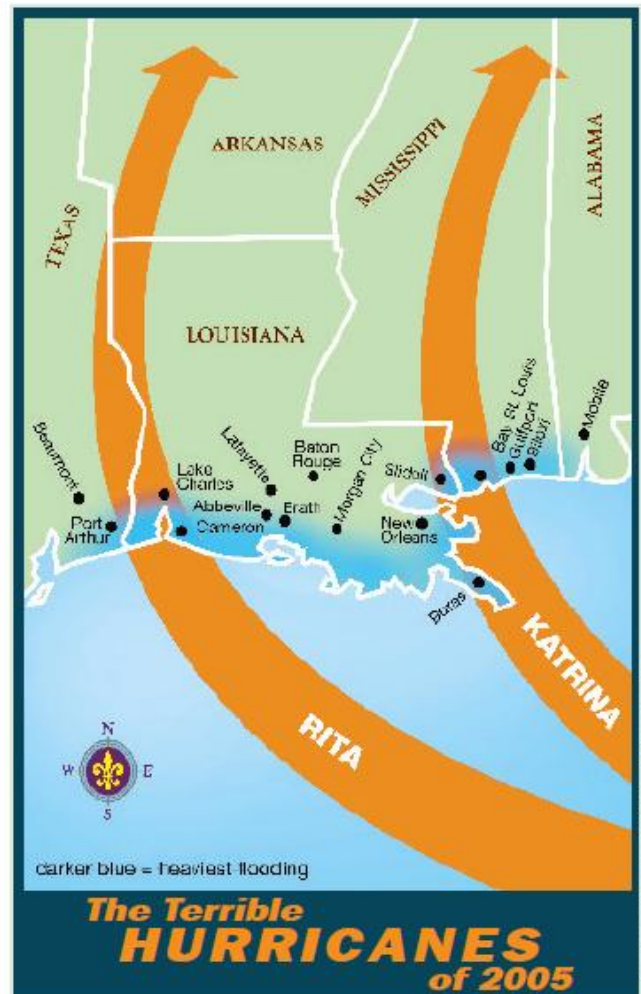 ARKANSAS
MISSISSIPPI
ALABAMA
TEXAS
LOUISIANA
Beaumont
Port
Arthur
Lake
Charles
Cameron
Lafayette
Abbeville
Erath
Baton
Rouge
Morgan City
New
Orleans
Slidell
Bay St. Louis
Gulfport
Biloxi
Mobile
Buras
KATRINA
RITA
N
W E
S
darker blue = heaviest flooding
The Terrible
HURRICANES
of 2005